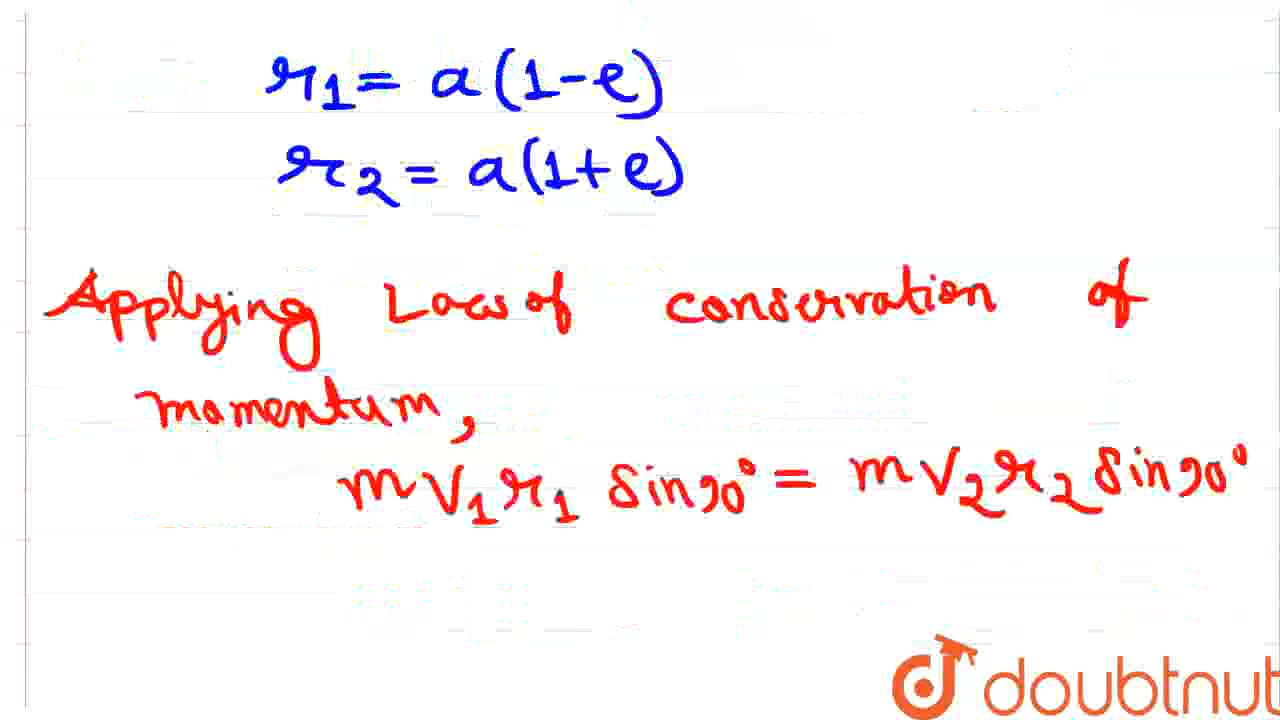 r₁ = a(1-e)
r₂ = a(1+e)
Applying Law of conservation of
momentum,
mv₁r₁ sin90° = mv₂r₂ sin90°
doubtnut